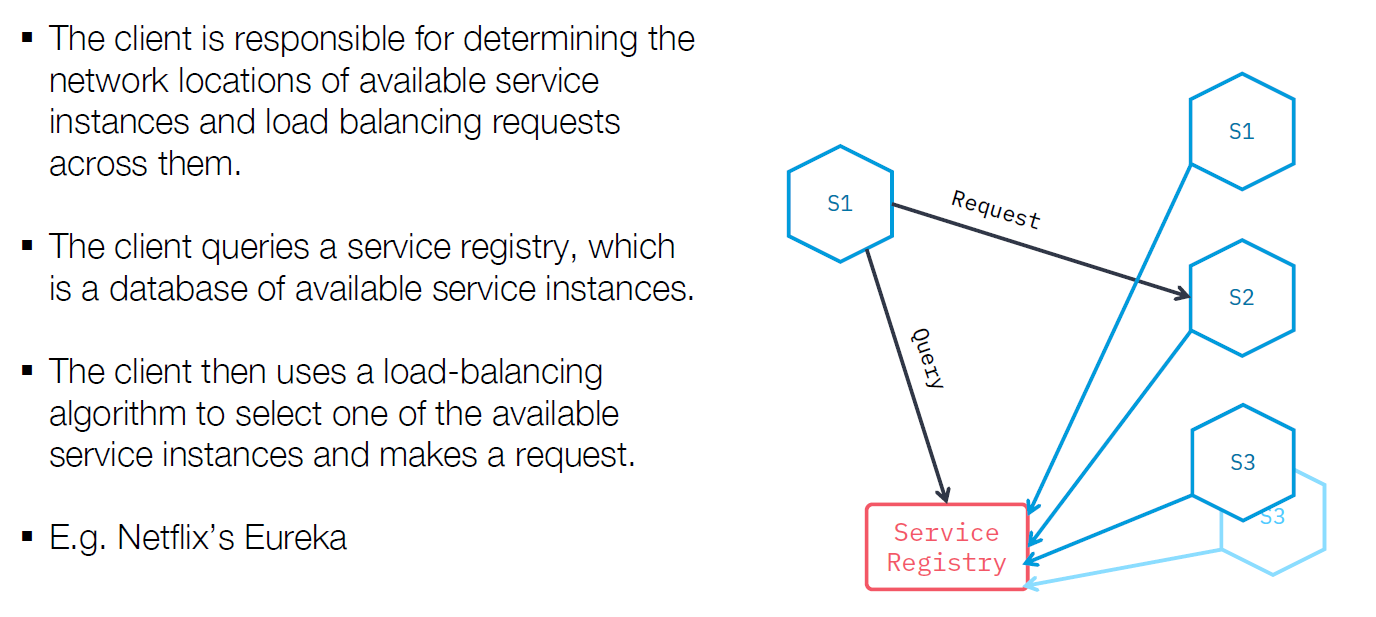 ▪ The client is responsible for determining the
network locations of available service
instances and load balancing requests
across them.
▪ The client queries a service registry, which
is a database of available service instances.
▪ The client then uses a load-balancing
algorithm to select one of the available
service instances and makes a request.
▪ E.g. Netflix’s Eureka
S1
S1
Request
S2
Query
S3
S3
Service
Registry